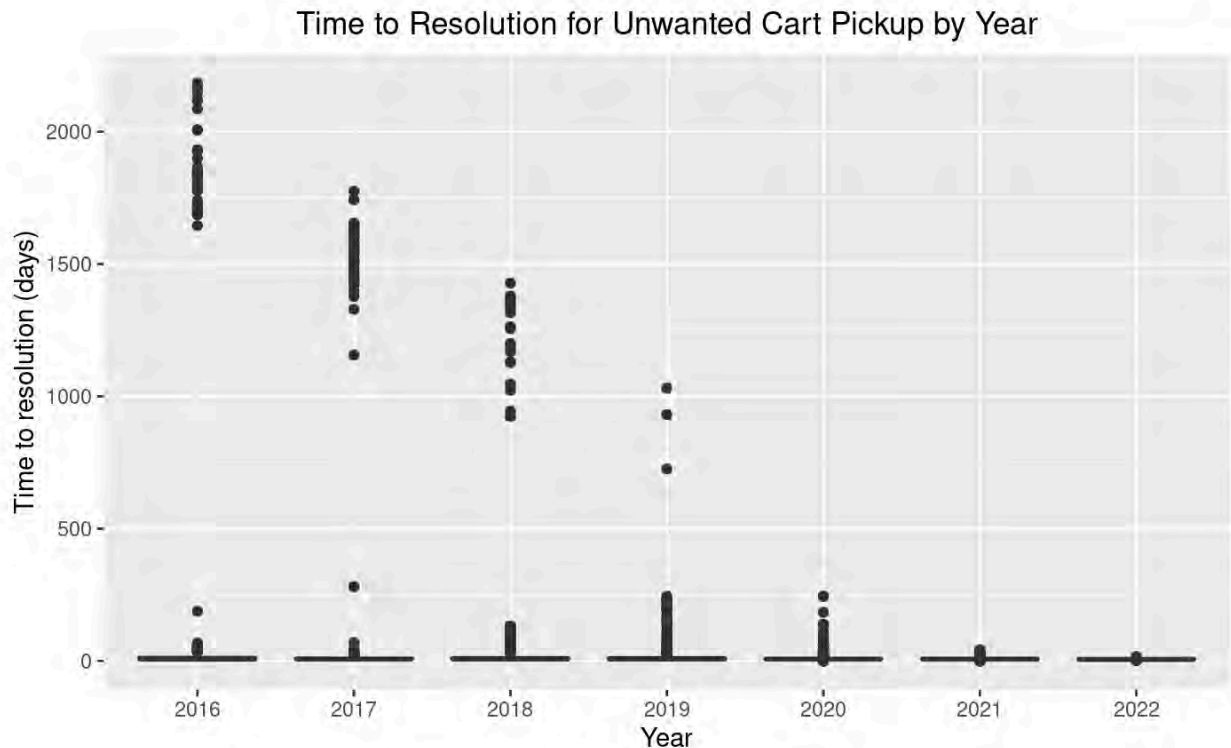 Time to Resolution for Unwanted Cart Pickup by Year
Time to resolution (days)
2000
1500
1000
500
0
2016 2017 2018 2019 2020 2021 2022
Year